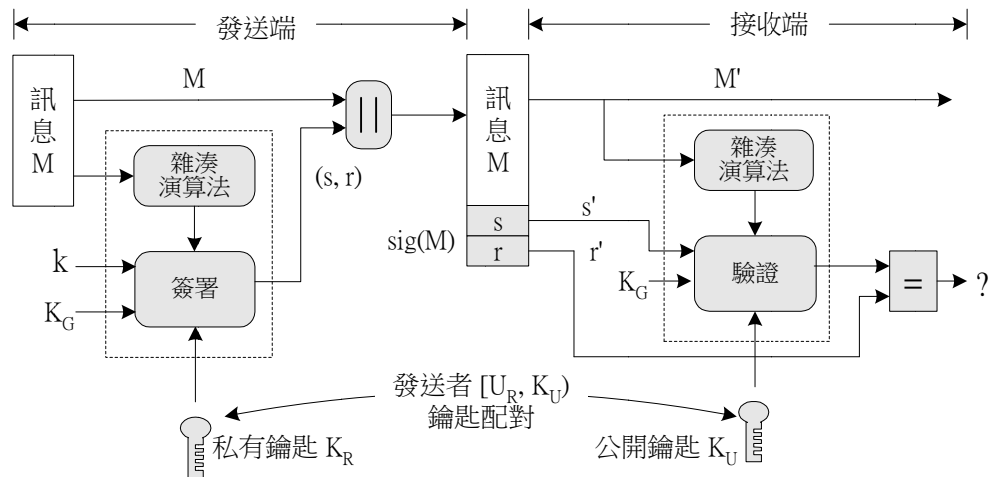 發送端
接收端
訊息M
M
雜湊
演算法
(s, r)
||
k
K_G
簽署
訊息M
s
r
sig(M)
M'
雜湊
演算法
s'
r'
K_G
驗證
=
?
發送者 [U_R, K_U)
鑰匙配對
私有鑰匙 K_R
公開鑰匙 K_U